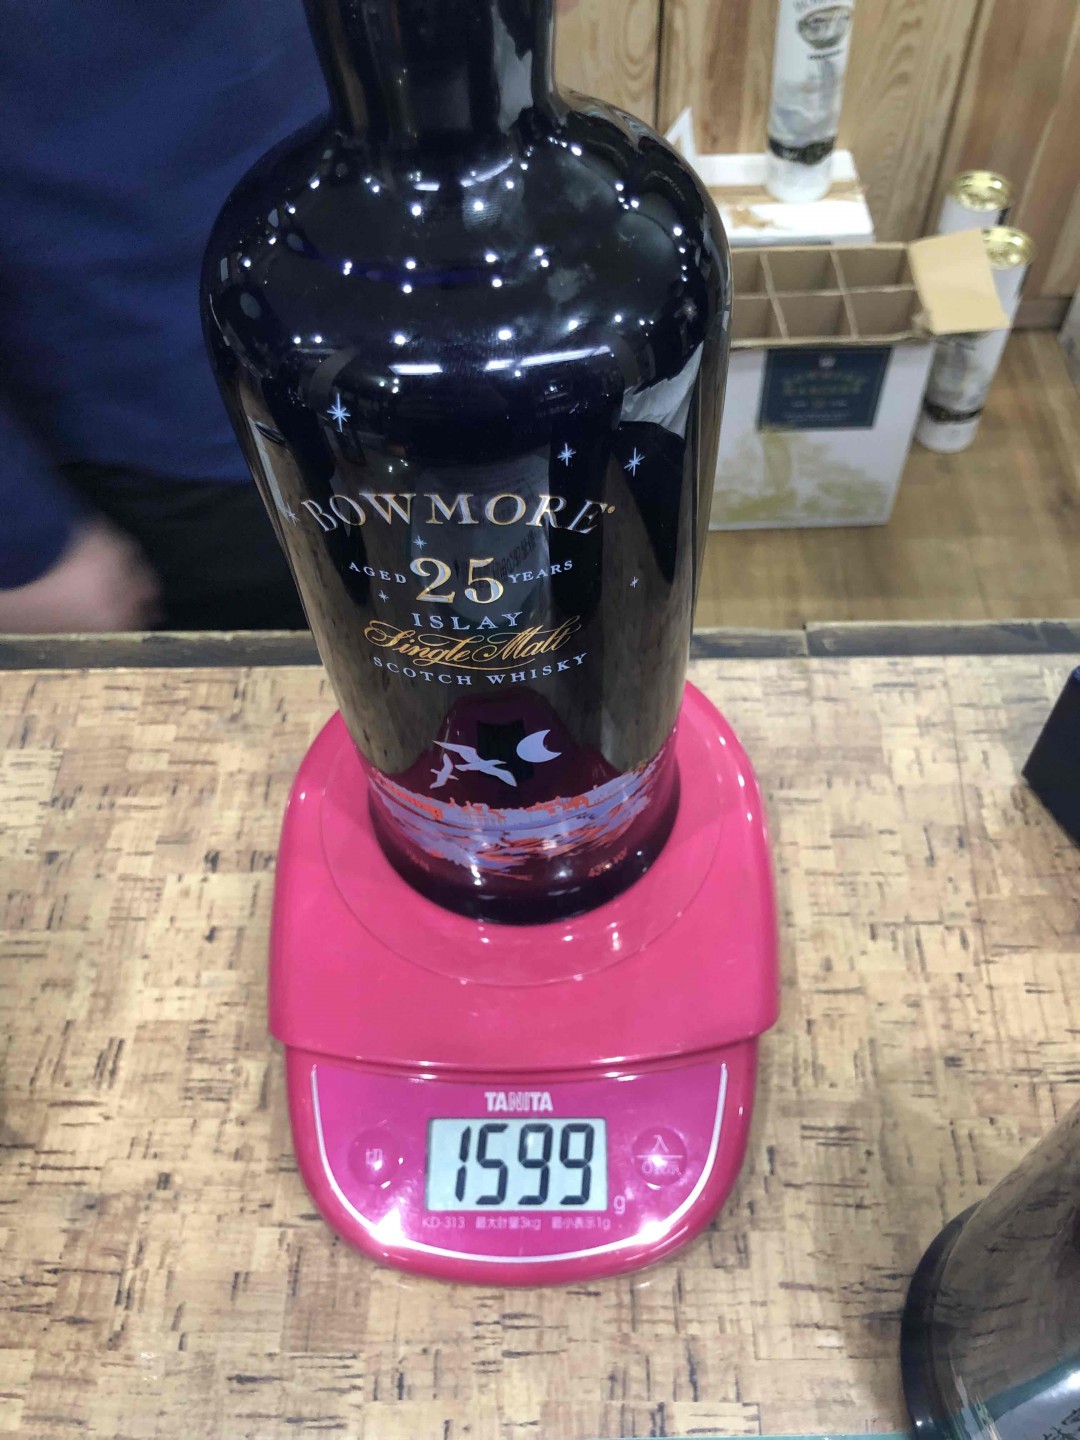 BOWMORE
AGED 25 YEARS
ISLAY
Single Malt
SCOTCH WHISKY
TANITA
切
1599
g
入
KD-313 最大計量3kg 最小表示1g